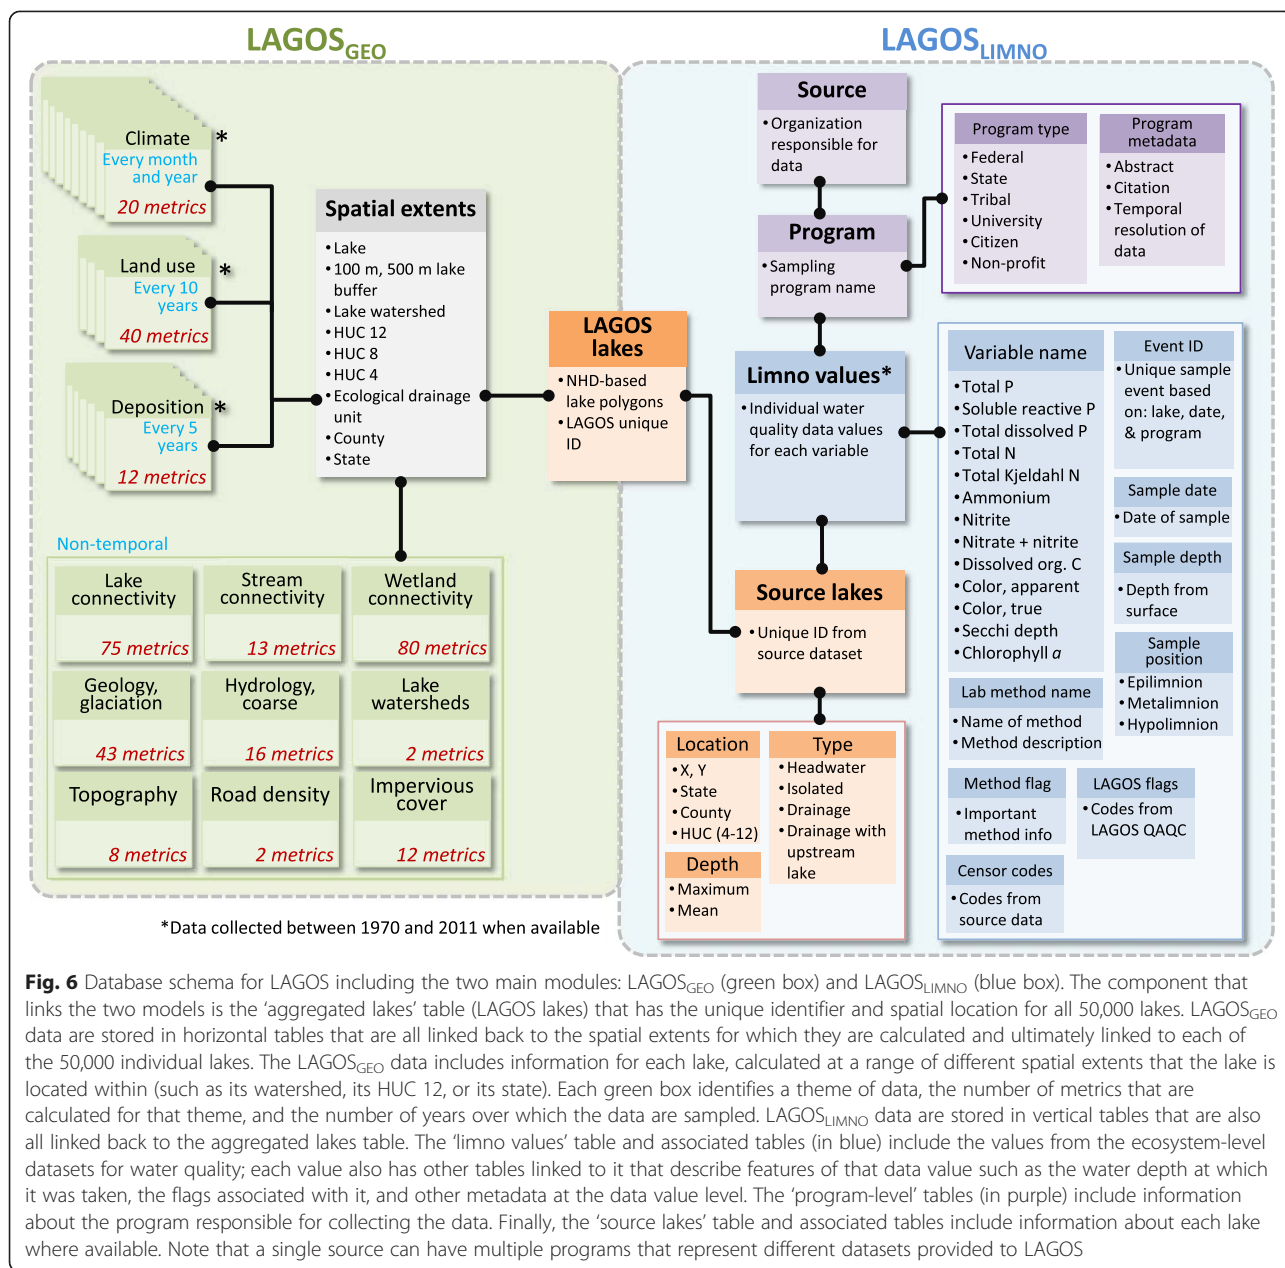 LAGOSGEO
LAGOSLIMNO
Climate *
Every month
and year
20 metrics
Land use *
Every 10
years
40 metrics
Deposition *
Every 5
years
12 metrics
Spatial extents
• Lake
• 100 m, 500 m lake
buffer
• Lake watershed
• HUC 12
• HUC 8
• HUC 4
• Ecological drainage
unit
• County
• State
LAGOS
lakes
• NHD-based
lake polygons
• LAGOS unique
ID
Non-temporal
Lake
connectivity
75 metrics
Stream
connectivity
13 metrics
Wetland
connectivity
80 metrics
Geology,
glaciation
43 metrics
Hydrology,
coarse
16 metrics
Lake
watersheds
2 metrics
Topography
8 metrics
Road density
2 metrics
Impervious
cover
12 metrics
*Data collected between 1970 and 2011 when available
Source
• Organization
responsible for
data
Program
• Sampling
program name
Program type
• Federal
• State
• Tribal
• University
• Citizen
• Non-profit
Program
metadata
• Abstract
• Citation
• Temporal
resolution of
data
Limno values*
• Individual water
quality data values
for each variable
Source lakes
• Unique ID from
source dataset
Location
• X, Y
• State
• County
• HUC (4-12)
Depth
• Maximum
• Mean
Type
• Headwater
• Isolated
• Drainage
• Drainage with
upstream
lake
Variable name
• Total P
• Soluble reactive P
• Total dissolved P
• Total N
• Total Kjeldahl N
• Ammonium
• Nitrite
• Nitrate + nitrite
• Dissolved org. C
• Color, apparent
• Color, true
• Secchi depth
• Chlorophyll a
Event ID
• Unique sample
event based
on: lake, date,
& program
Sample date
• Date of sample
Sample depth
• Depth from
surface
Sample
position
• Epilimnion
• Metalimnion
• Hypolimnion
Lab method name
• Name of method
• Method description
Method flag
• Important
method info
LAGOS flags
• Codes from
LAGOS QAQC
Censor codes
• Codes from
source data
Fig. 6 Database schema for LAGOS including the two main modules: LAGOSGEO (green box) and LAGOSLIMNO (blue box). The component that
links the two models is the ‘aggregated lakes’ table (LAGOS lakes) that has the unique identifier and spatial location for all 50,000 lakes. LAGOSGEO
data are stored in horizontal tables that are all linked back to the spatial extents for which they are calculated and ultimately linked to each of
the 50,000 individual lakes. The LAGOSGEO data includes information for each lake, calculated at a range of different spatial extents that the lake is
located within (such as its watershed, its HUC 12, or its state). Each green box identifies a theme of data, the number of metrics that are
calculated for that theme, and the number of years over which the data are sampled. LAGOSLIMNO data are stored in vertical tables that are also
all linked back to the aggregated lakes table. The ‘limno values’ table and associated tables (in blue) include the values from the ecosystem-level
datasets for water quality; each value also has other tables linked to it that describe features of that data value such as the water depth at which
it was taken, the flags associated with it, and other metadata at the data value level. The ‘program-level’ tables (in purple) include information
about the program responsible for collecting the data. Finally, the ‘source lakes’ table and associated tables include information about each lake
where available. Note that a single source can have multiple programs that represent different datasets provided to LAGOS